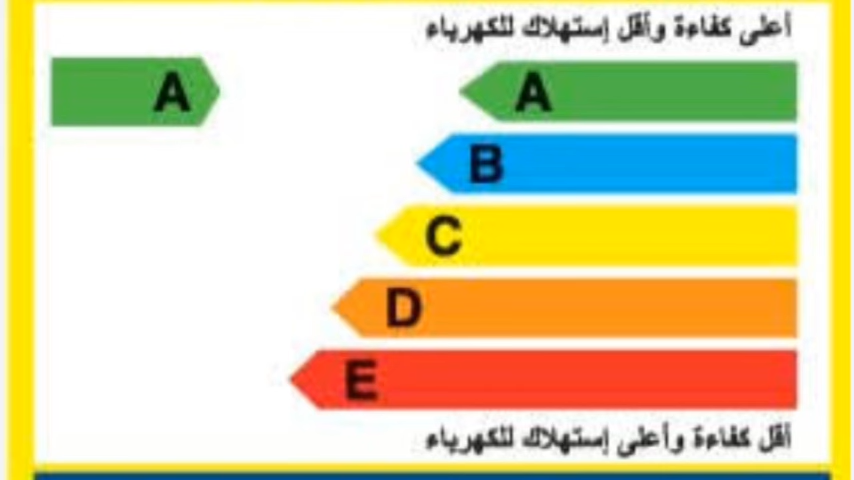 أعلى كفاءة وأقل إستهلاك للكهرباء
A A
B
C
D
E
أقل كفاءة وأعلى إستهلاك للكهرباء